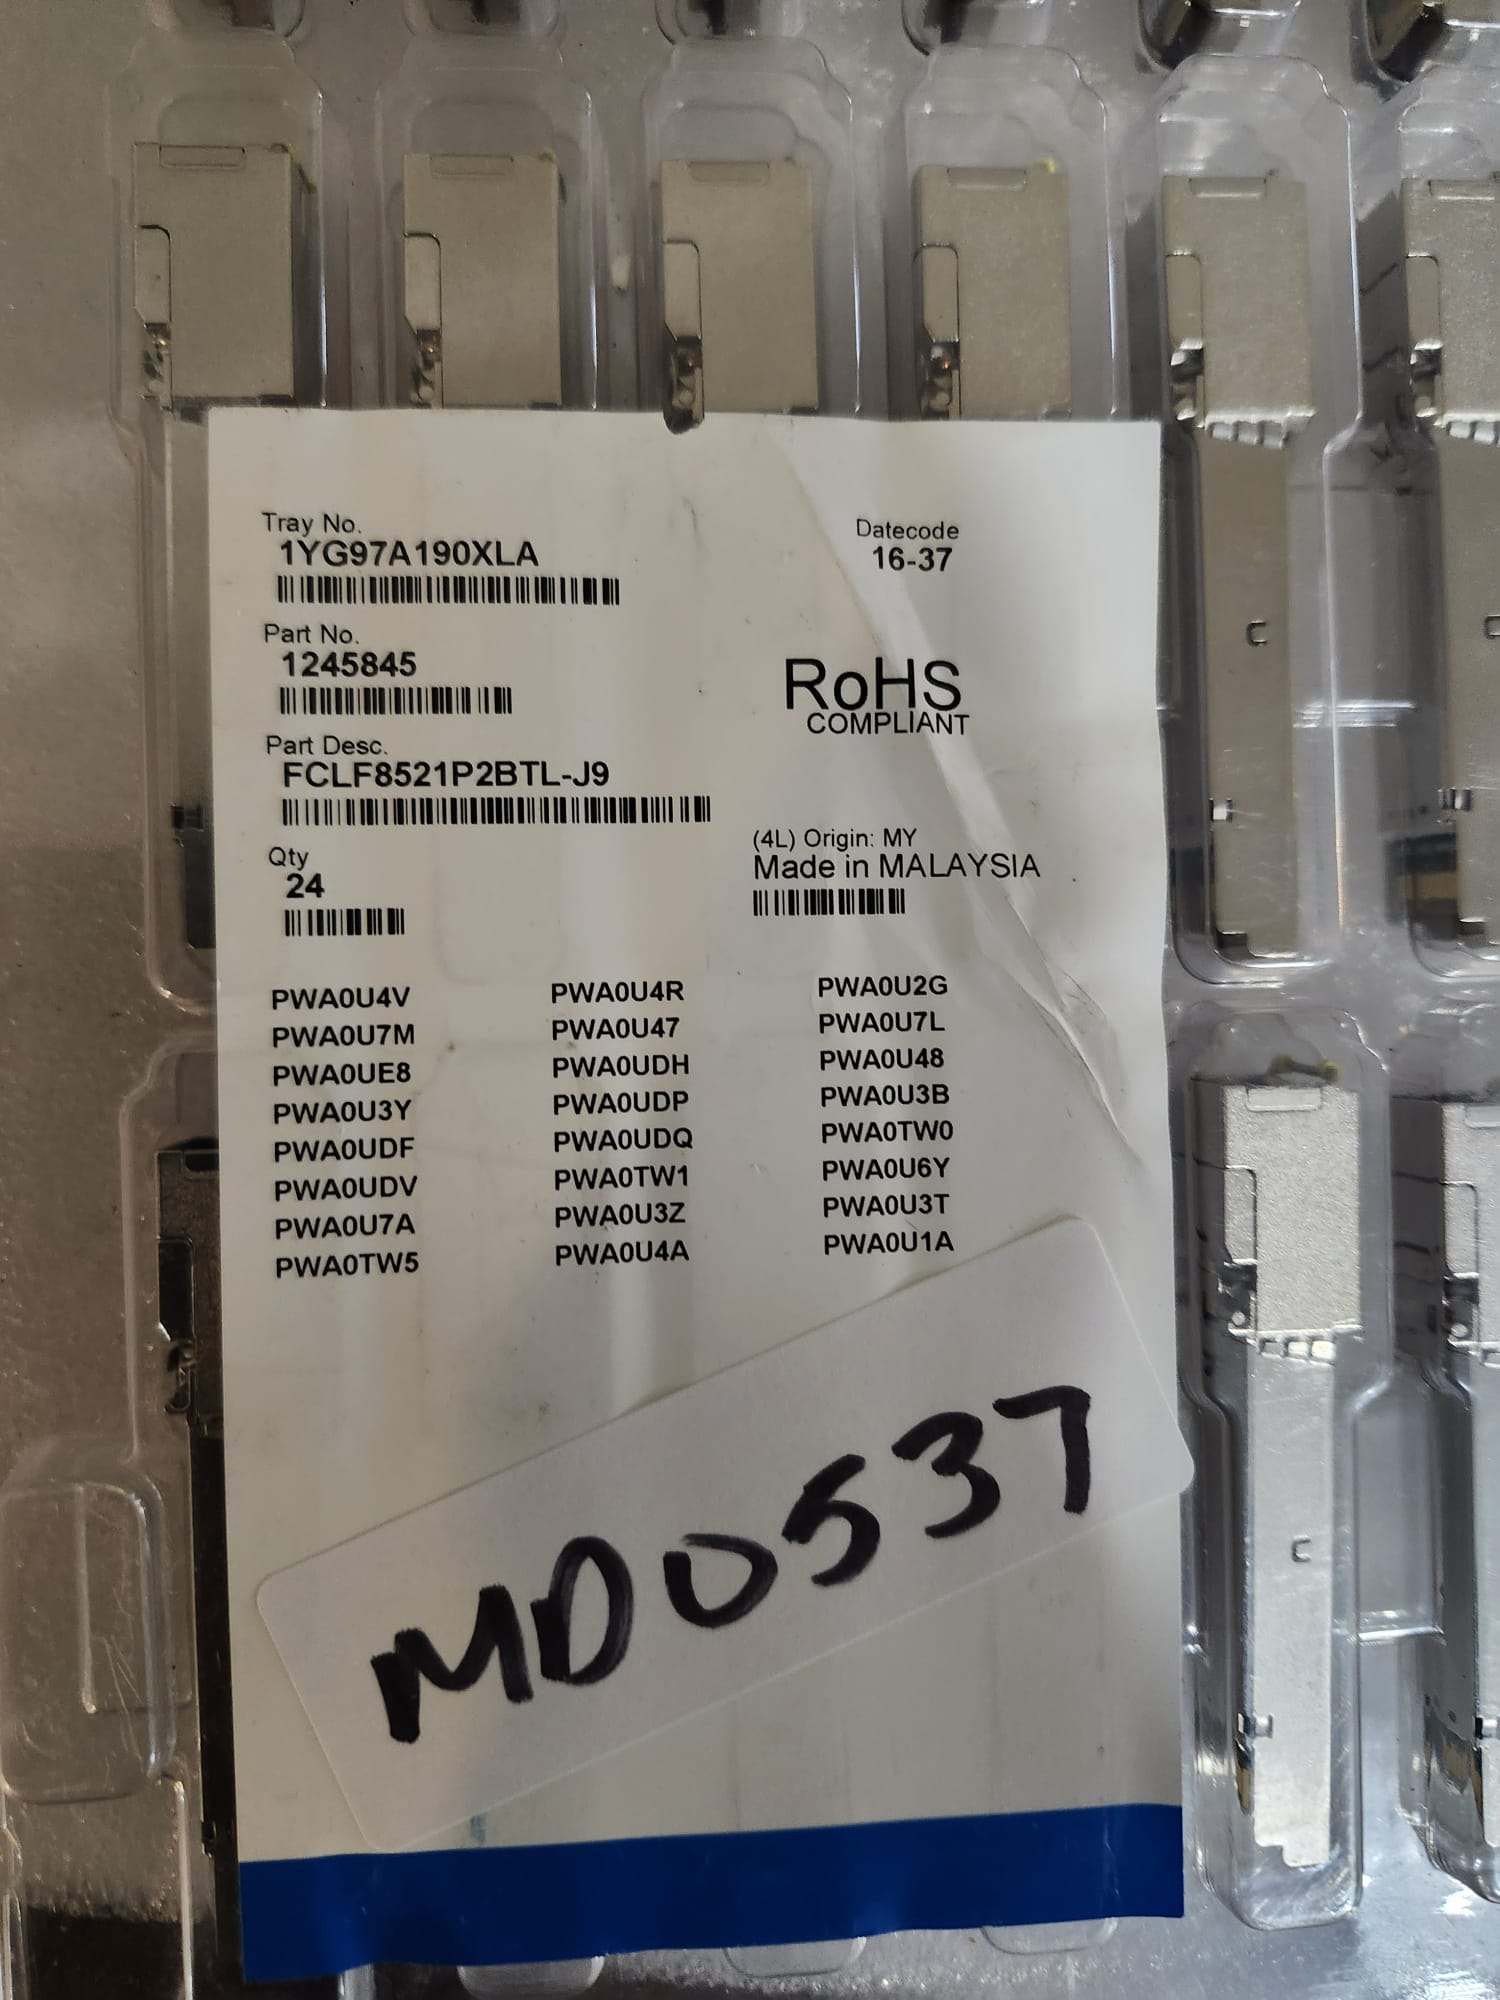 Tray No.
1YG97A190XLA
Datecode
16-37
Part No.
1245845
RoHS
COMPLIANT
Part Desc.
FCLF8521P2BTL-J9
Qty
24
(4L) Origin: MY
Made in MALAYSIA
PWA0U4V PWA0U4R PWA0U2G
PWA0U7M PWA0U47 PWA0U7L
PWA0UE8 PWA0UDH PWA0U48
PWA0U3Y PWA0UDP PWA0U3B
PWA0UDF PWA0UDQ PWA0TW0
PWA0UDV PWA0TW1 PWA0U6Y
PWA0U7A PWA0U3Z PWA0U3T
PWA0TW5 PWA0U4A PWA0U1A
MD0537